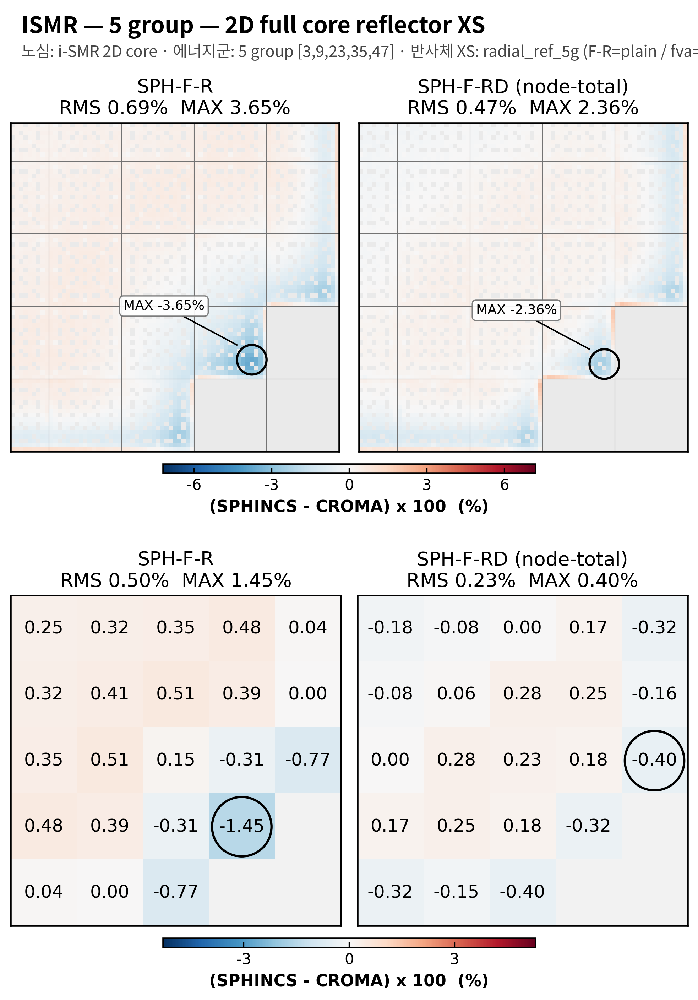 ISMR — 5 group — 2D full core reflector XS
노심: i-SMR 2D core · 에너지군: 5 group [3,9,23,35,47] · 반사체 XS: radial_ref_5g (F-R=plain / fva=
SPH-F-R
RMS 0.69% MAX 3.65%
SPH-F-RD (node-total)
RMS 0.47% MAX 2.36%
MAX -3.65%
MAX -2.36%
-6 -3 0 3 6
(SPHINCS - CROMA) x 100 (%)
SPH-F-R
RMS 0.50% MAX 1.45%
SPH-F-RD (node-total)
RMS 0.23% MAX 0.40%
0.25 0.32 0.35 0.48 0.04
0.32 0.41 0.51 0.39 0.00
0.35 0.51 0.15 -0.31 -0.77
0.48 0.39 -0.31 -1.45
0.04 0.00 -0.77
-0.18 -0.08 0.00 0.17 -0.32
-0.08 0.06 0.28 0.25 -0.16
0.00 0.28 0.23 0.18 -0.40
0.17 0.25 0.18 -0.32
-0.32 -0.15 -0.40
-3 0 3
(SPHINCS - CROMA) x 100 (%)